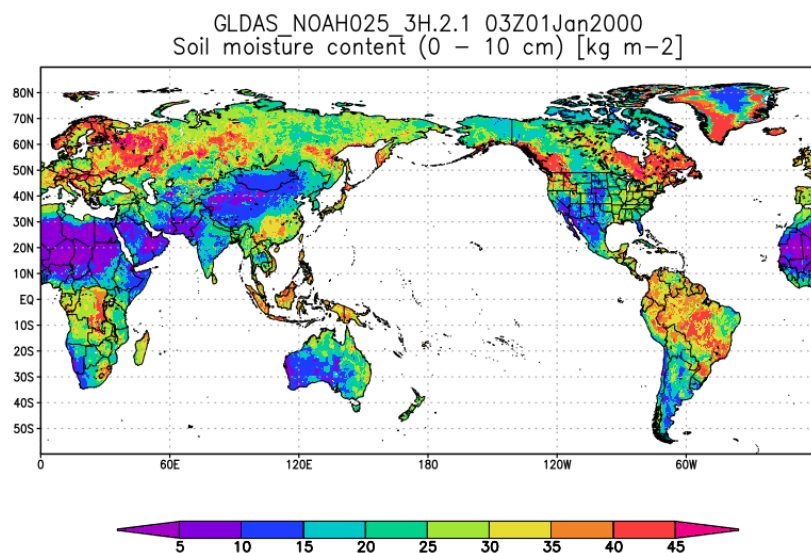 GLDAS_NOAH025_3H.2.1 03Z01Jan2000
Soil moisture content (0 - 10 cm) [kg m-2]
80N
70N
60N
50N
40N
30N
20N
10N
EQ
10S
20S
30S
40S
50S
0 60E 120E 180 120W 60W
5 10 15 20 25 30 35 40 45